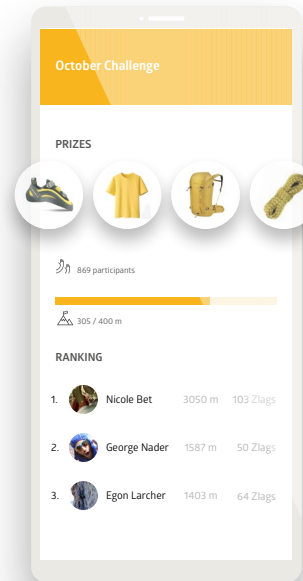 October Challenge
PRIZES
869 participants
305 / 400 m
RANKING
1. Nicole Bet 3050 m 103 Zlags
2. George Nader 1587 m 50 Zlags
3. Egon Larcher 1403 m 64 Zlags